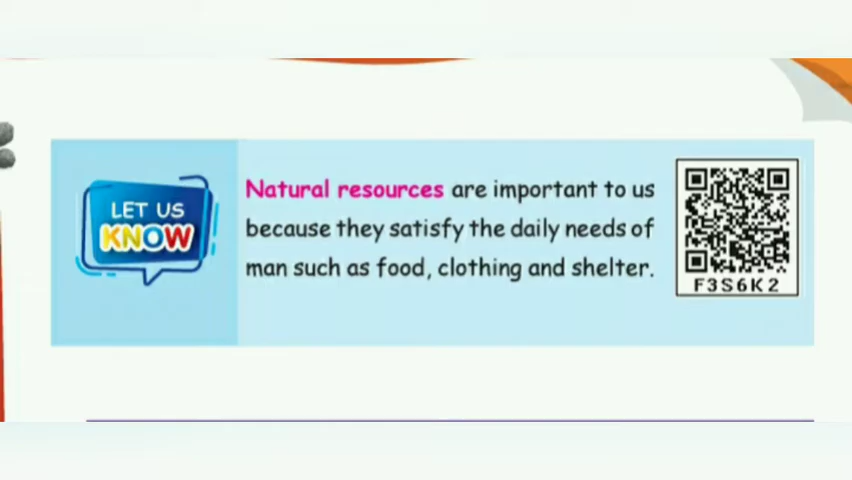 LET US
KNOW
Natural resources are important to us
because they satisfy the daily needs of
man such as food, clothing and shelter.
F3S6K2